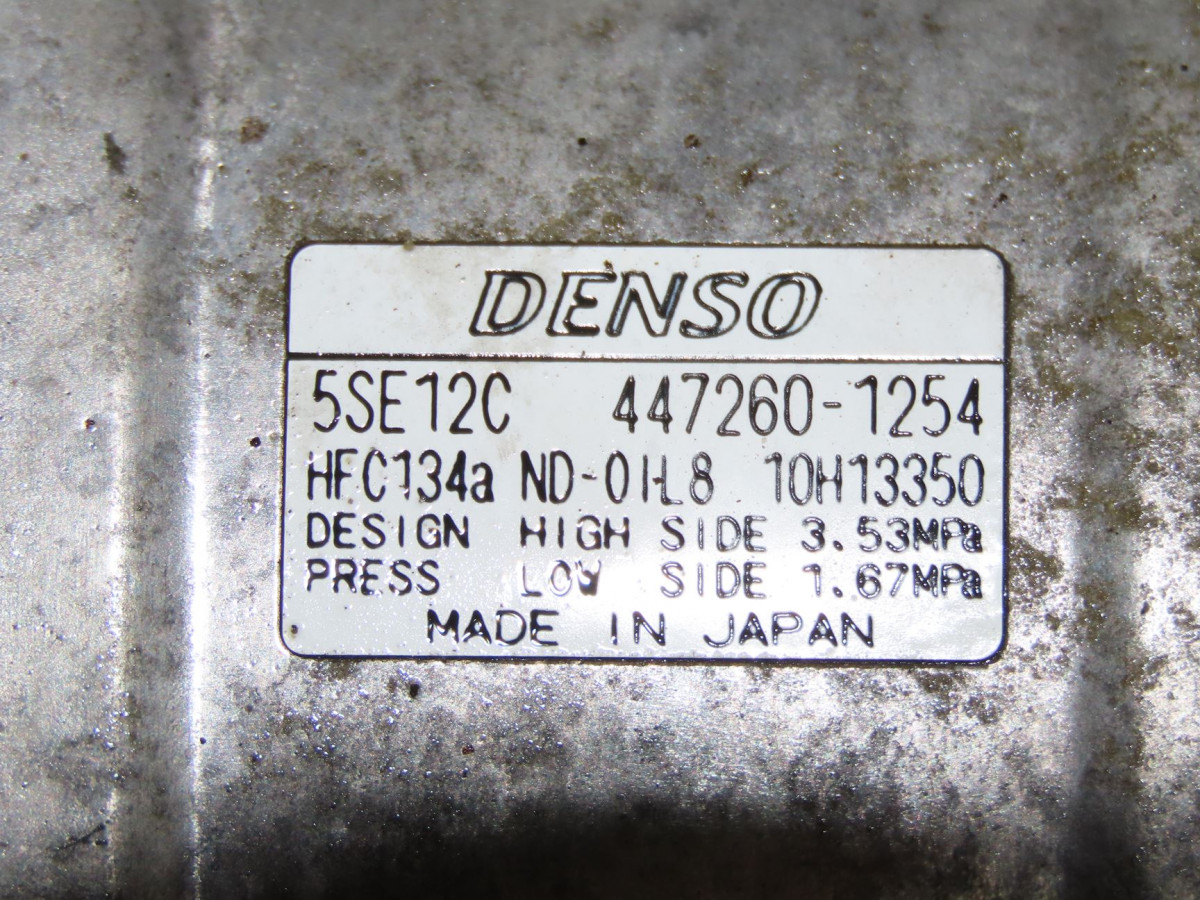 DENSO
5SE12C 447260-1254
HFC134a ND-OIL8 10H13350
DESIGN HIGH SIDE 3.53MPa
PRESS LOW SIDE 1.67MPa
MADE IN JAPAN